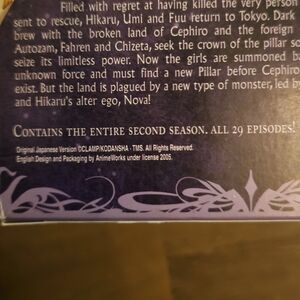 Filled with regret at having killed the very person
sent to rescue, Hikaru, Umi and Fuu return to Tokyo. Dark
brew with the broken land of Cephiro and the foreign
Autozam, Fahren and Chizeta, seek the crown of the pillar so
seize its limitless power. Now the girls are summoned ba
unknown force and must find a new Pillar before Cephiro
exist. But the land is plagued by a new type of monster, led by
and Hikaru's alter ego, Nova!
CONTAINS THE ENTIRE SECOND SEASON. ALL 29 EPISODES!
Original Japanese Version ©CLAMP/KODANSHA · TMS. All Rights Reserved.
English Design and Packaging by AnimeWorks under license 2005.